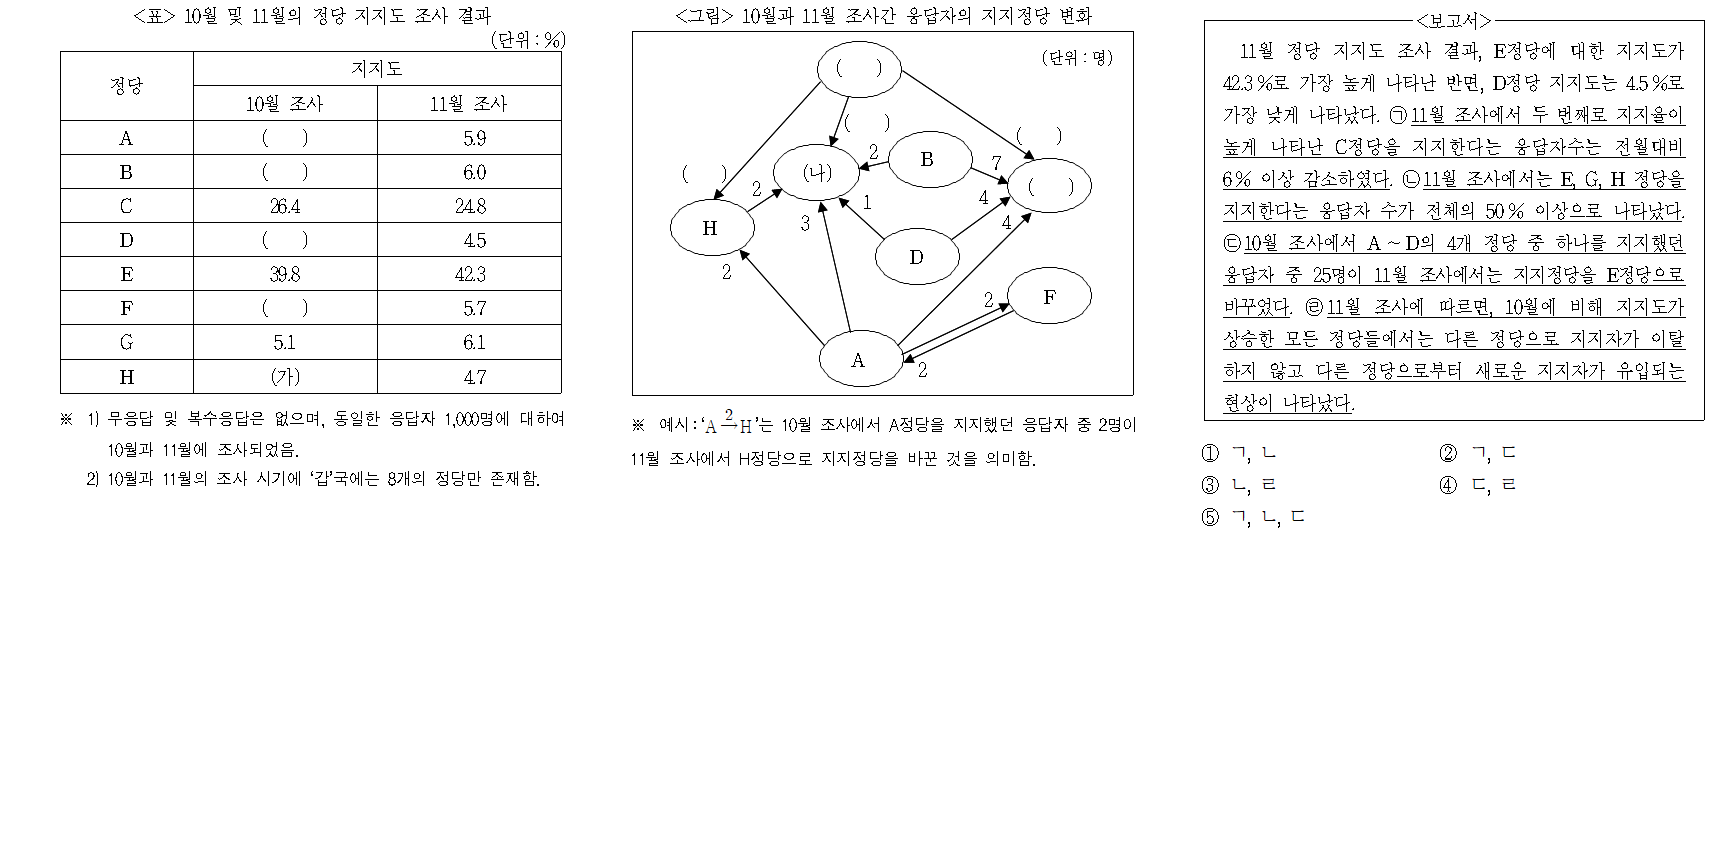 <표> 10월 및 11월의 정당 지지도 조사 결과
(단위 : %)
정당 지지도
10월 조사 11월 조사
A ( ) 5.9
B ( ) 6.0
C 26.4 24.8
D ( ) 4.5
E 39.8 42.3
F ( ) 5.7
G 5.1 6.1
H (가) 4.7
※ 1) 무응답 및 복수응답은 없으며, 동일한 응답자 1,000명에 대하여
10월과 11월에 조사되었음.
2) 10월과 11월의 조사 시기에 ‘갑’국에는 8개의 정당만 존재함.
<그림> 10월과 11월 조사간 응답자의 지지정당 변화
(단위 : 명)
( )
( )
( )
2
B
7
(나)
( )
( )
2
1
4
( )
H
3
4
D
2
2
F
A
2
※ 예시 : ‘A 2→ H’는 10월 조사에서 A정당을 지지했던 응답자 중 2명이
11월 조사에서 H정당으로 지지정당을 바꾼 것을 의미함.
<보고서>
11월 정당 지지도 조사 결과, E정당에 대한 지지도가
42.3%로 가장 높게 나타난 반면, D정당 지지도는 4.5%로
가장 낮게 나타났다. ㉠11월 조사에서 두 번째로 지지율이
높게 나타난 C정당을 지지한다는 응답자수는 전월대비
6% 이상 감소하였다. ㉡11월 조사에서는 E, G, H 정당을
지지한다는 응답자 수가 전체의 50% 이상으로 나타났다.
㉢10월 조사에서 A ~ D의 4개 정당 중 하나를 지지했던
응답자 중 25명이 11월 조사에서는 지지정당을 E정당으로
바꾸었다. ㉣11월 조사에 따르면, 10월에 비해 지지도가
상승한 모든 정당들에서는 다른 정당으로 지지자가 이탈
하지 않고 다른 정당으로부터 새로운 지지자가 유입되는
현상이 나타났다.
① ㄱ, ㄴ ② ㄱ, ㄷ
③ ㄴ, ㄹ ④ ㄷ, ㄹ
⑤ ㄱ, ㄴ, ㄷ